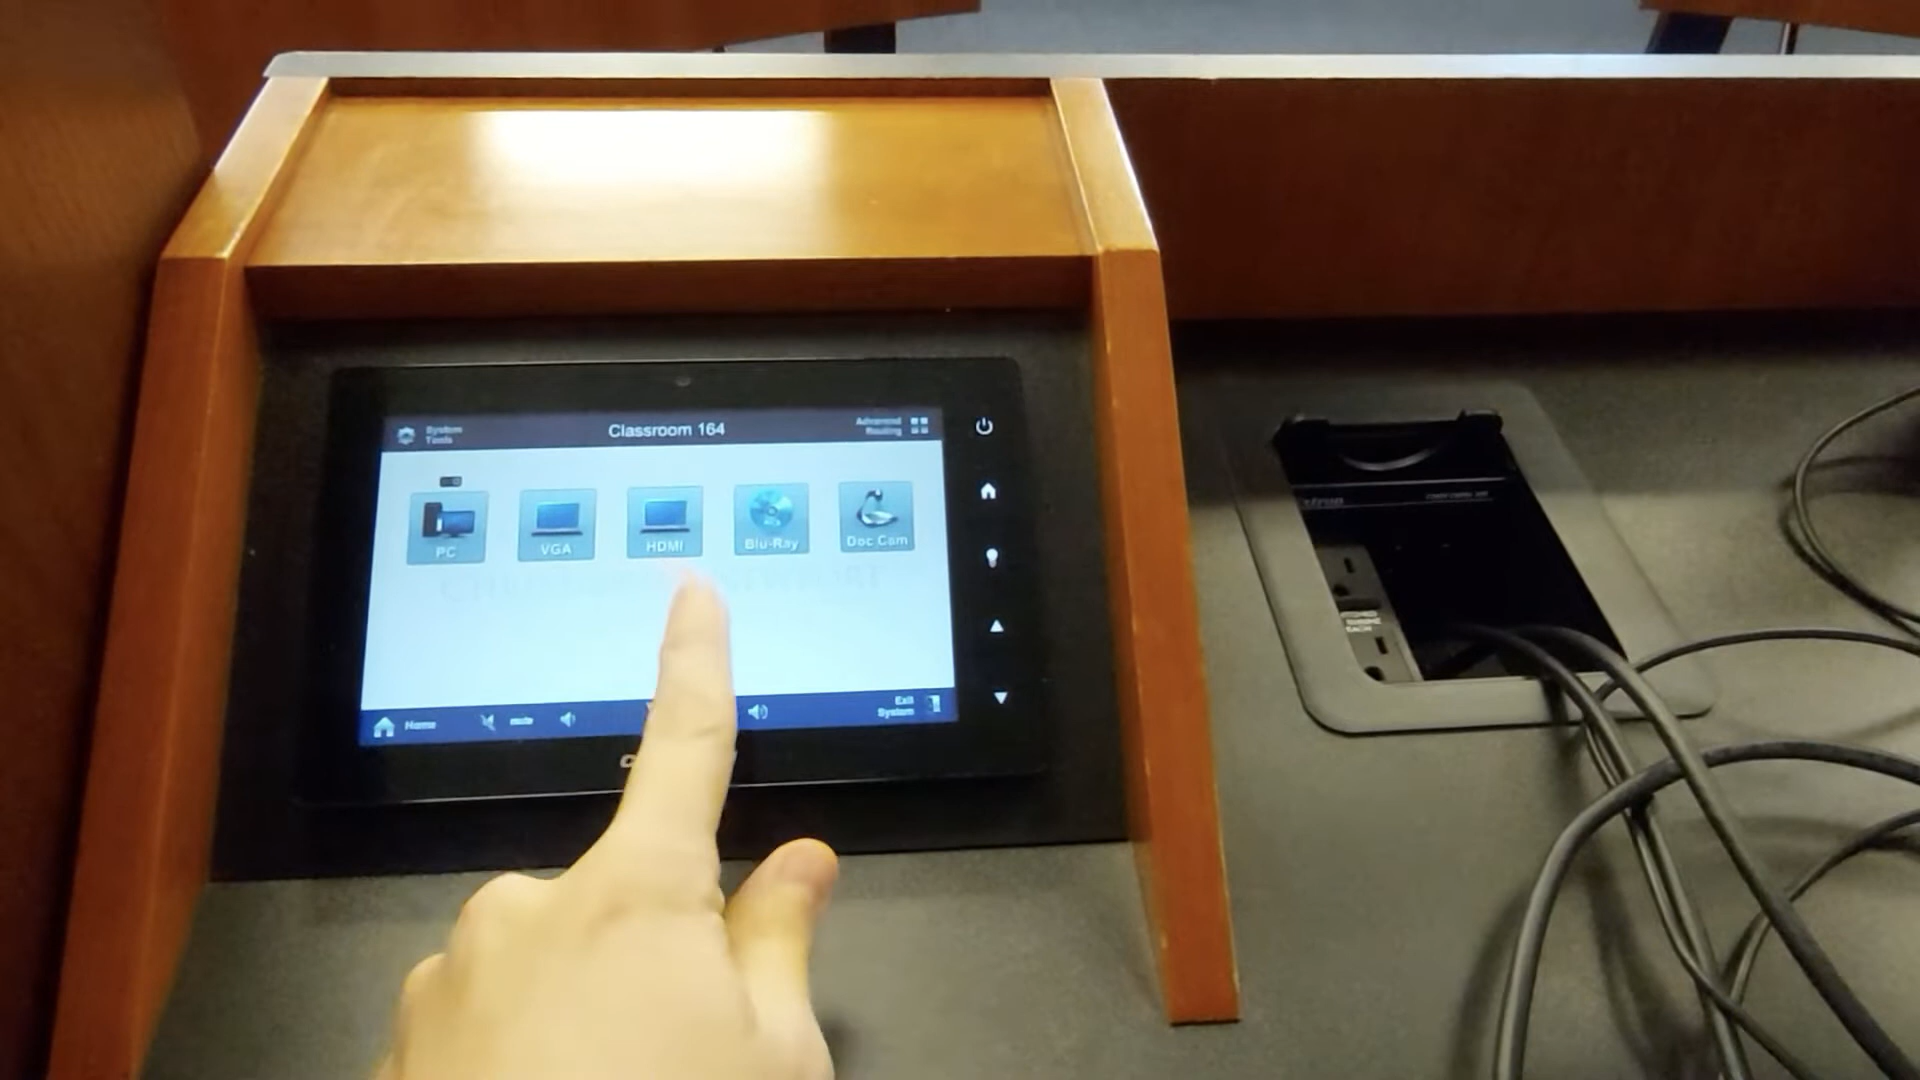 System
Tools
Classroom 164
Advanced
Routing
PC
VGA
HDMI
Blu-Ray
Doc Cam
Home
mute
Exit
System